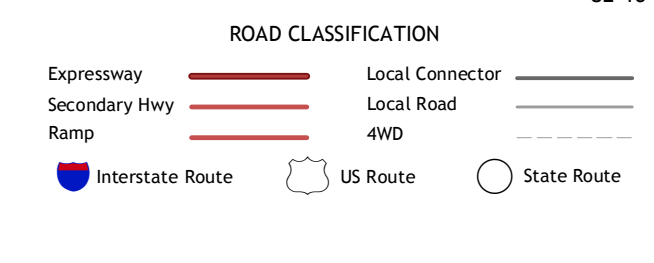 ROAD CLASSIFICATION
Expressway
Local Connector
Secondary Hwy
Local Road
Ramp
4WD
Interstate Route
US Route
State Route